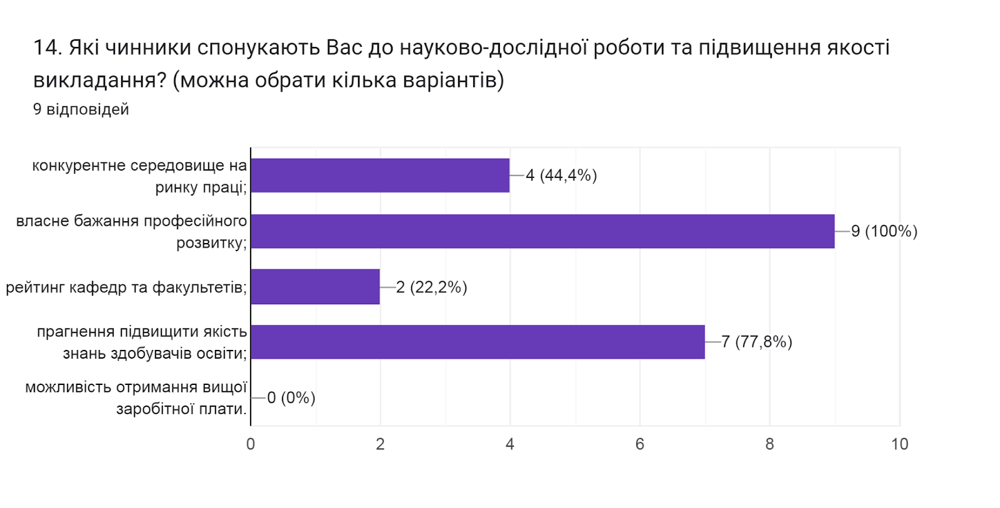 14. Які чинники спонукають Вас до науково-дослідної роботи та підвищення якості
викладання? (можна обрати кілька варіантів)
9 відповідей
конкурентне середовище на
ринку праці;
4 (44,4%)
власне бажання професійного
розвитку;
9 (100%)
рейтинг кафедр та факультетів;
2 (22,2%)
прагнення підвищити якість
знань здобувачів освіти;
7 (77,8%)
можливість отримання вищої
заробітної плати.
0 (0%)
0 2 4 6 8 10